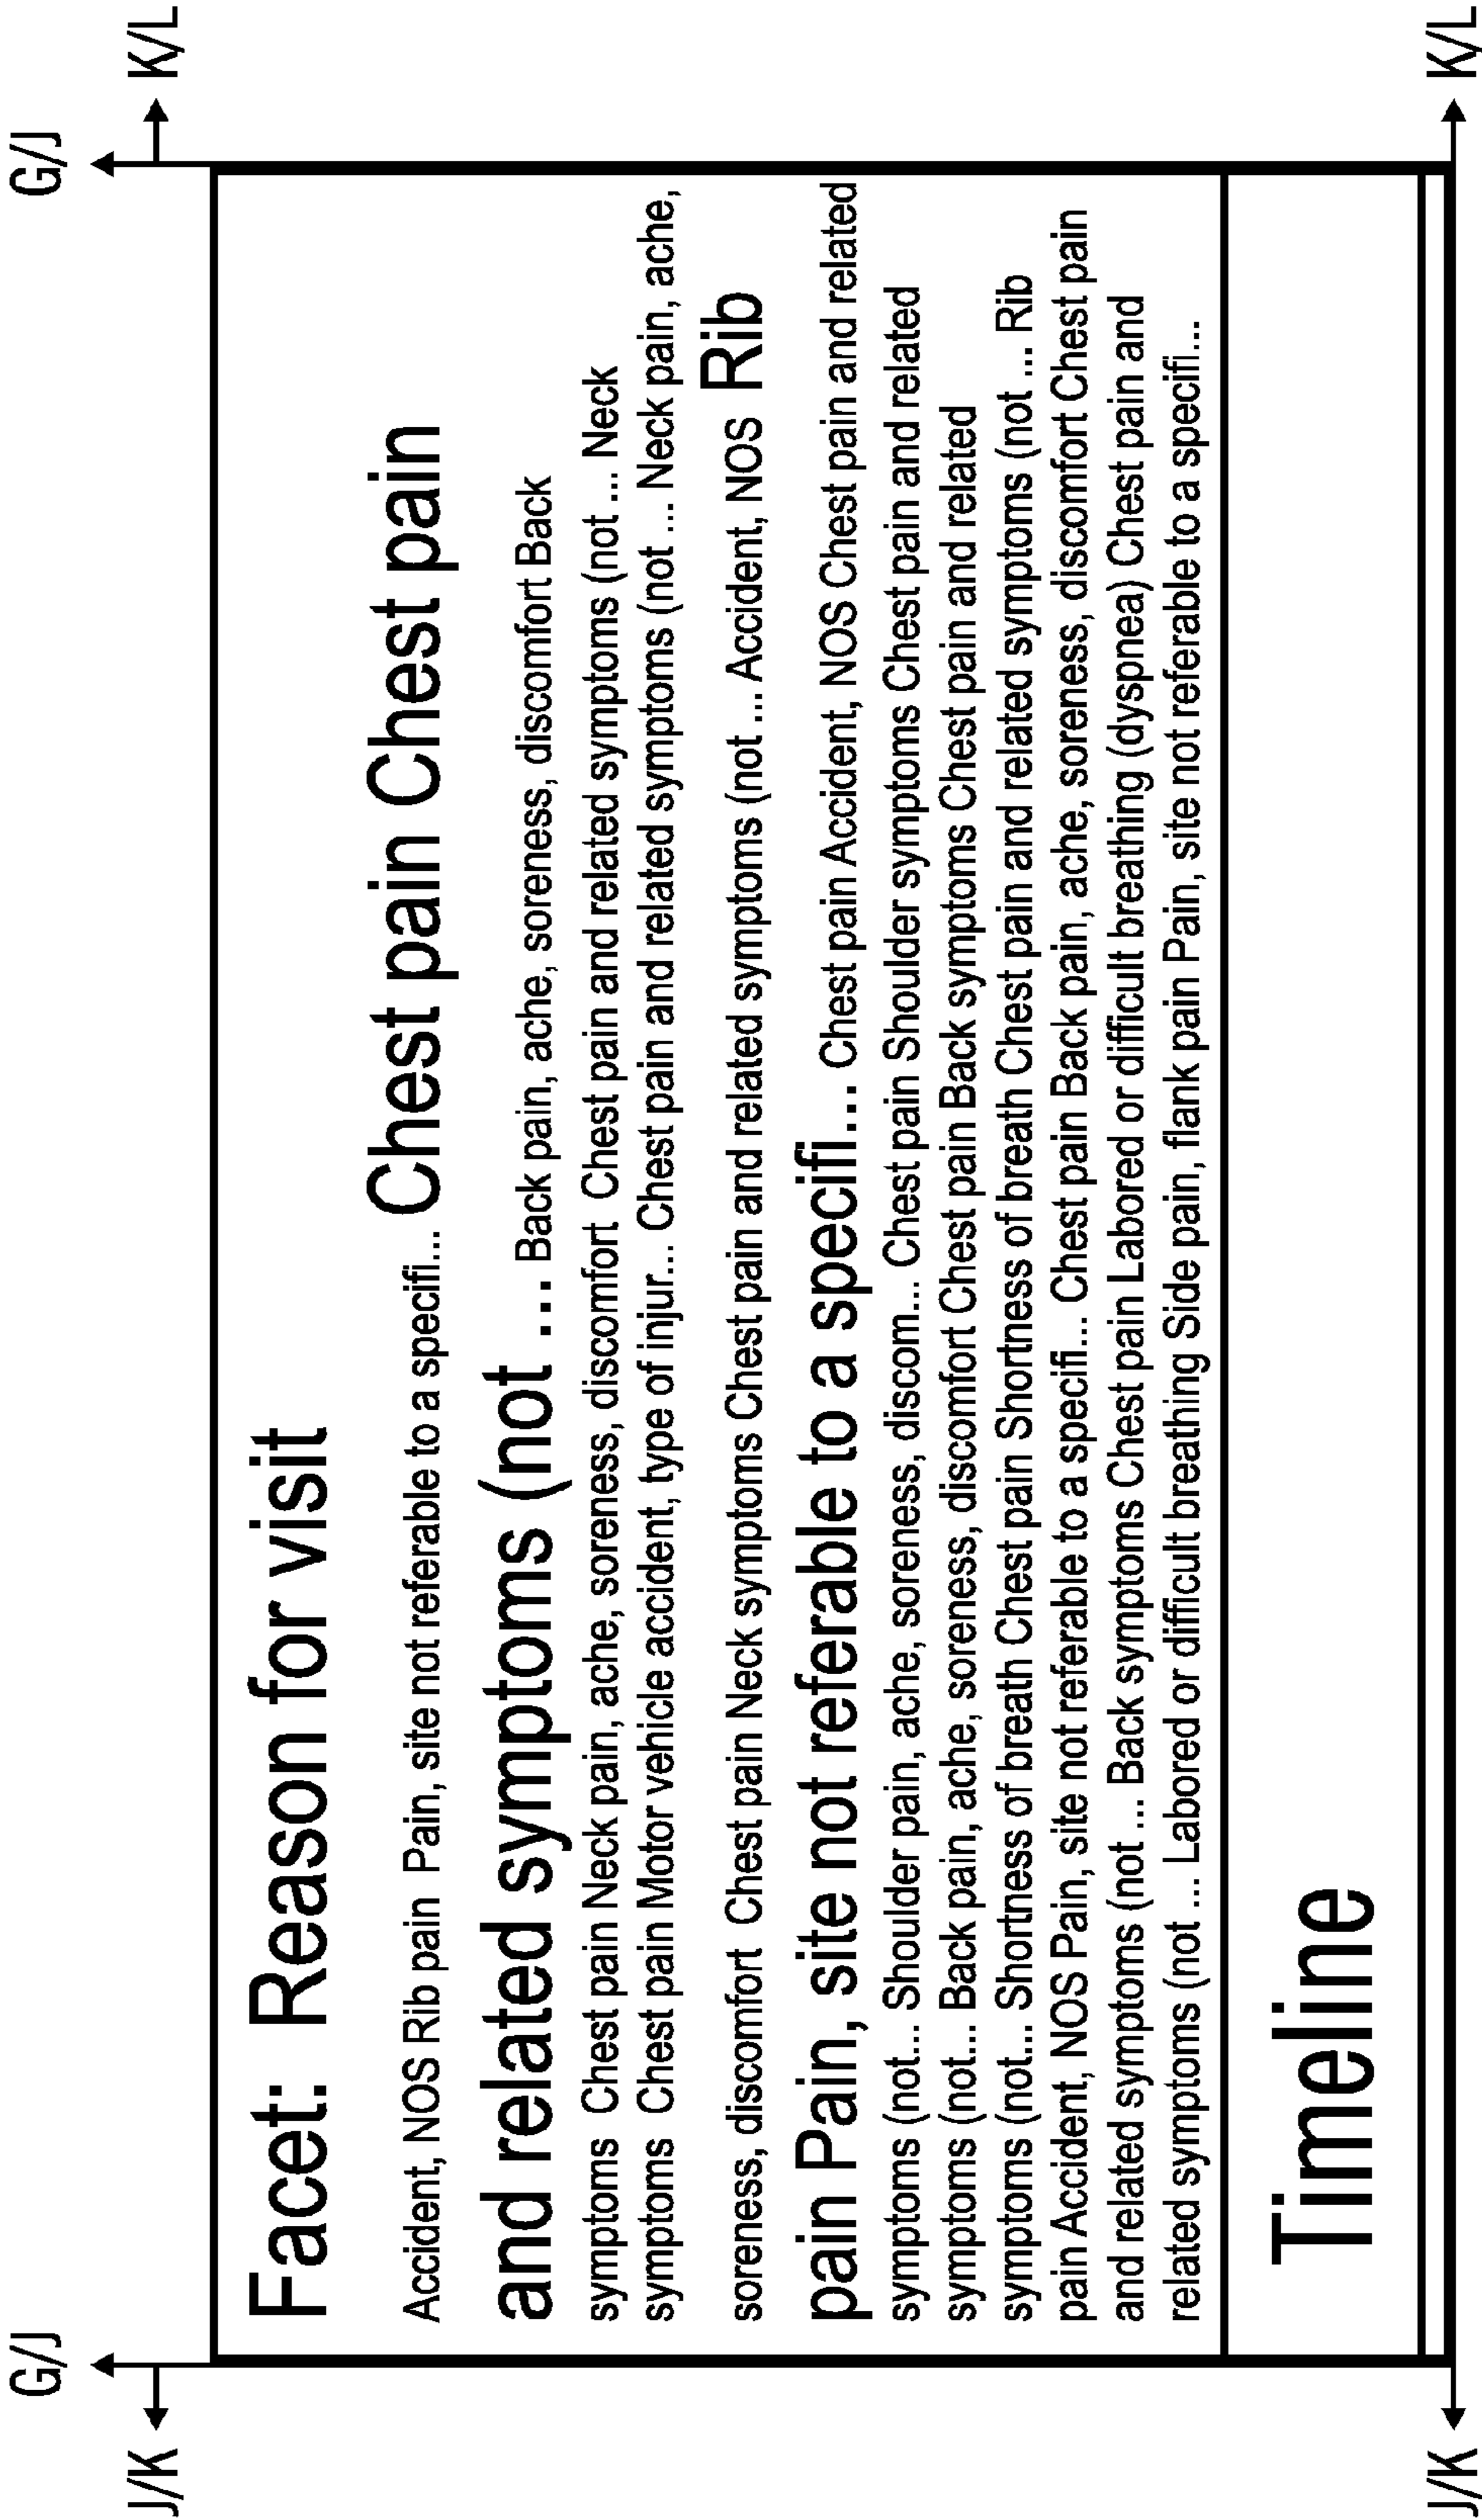 G/J G/J
J/K K/L
Facet: Reason for visit
Accident, NOS Rib pain Pain, site not referable to a specifi... Chest pain Chest pain
and related symptoms (not ... Back pain, ache, soreness, discomfort Back
symptoms Chest pain Neck pain, ache, soreness, discomfort Chest pain and related symptoms (not ... Neck
symptoms Chest pain Motor vehicle accident, type of injur... Chest pain and related symptoms (not ... Neck pain, ache,
soreness, discomfort Chest pain Neck symptoms Chest pain and related symptoms (not ... Accident, NOS Rib
pain Pain, site not referable to a specifi... Chest pain Accident, NOS Chest pain and related
symptoms (not... Shoulder pain, ache, soreness, discom... Chest pain Shoulder symptoms Chest pain and related
symptoms (not... Back pain, ache, soreness, discomfort Chest pain Back symptoms Chest pain and related
symptoms (not... Shortness of breath Chest pain Shortness of breath Chest pain and related symptoms (not ... Rib
pain Accident, NOS Pain, site not referable to a specifi... Chest pain Back pain, ache, soreness, discomfort Chest pain
and related symptoms (not ... Back symptoms Chest pain Labored or difficult breathing (dyspnea) Chest pain and
related symptoms (not ... Labored or difficult breathing Side pain, flank pain Pain, site not referable to a specifi...
Timeline
J/K K/L